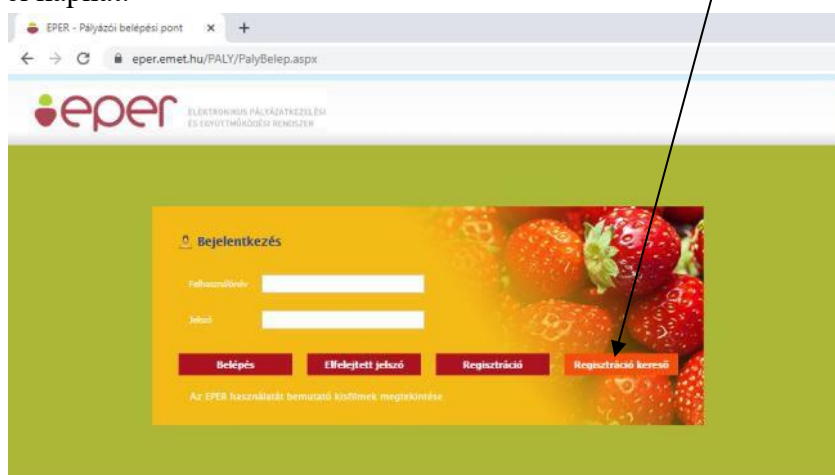 EPER - Pályázói belépési pont
eper.emet.hu/PALY/PalyBelep.aspx
eper
ELEKTRONIKUS PÁLYÁZATKEZELÉSI
ÉS EGYÜTTMŰKÖDÉSI RENDSZER
Bejelentkezés
Felhasználónév
Jelszó
Belépés Elfelejtett jelszó Regisztráció Regisztráció kereső
Az EPER használatát bemutató kisfilmek megtekintése